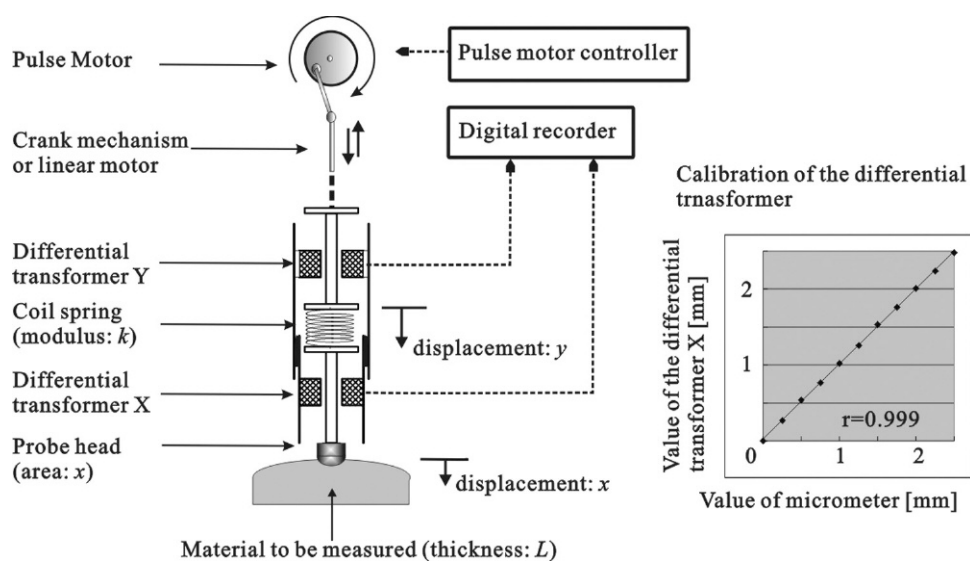 Pulse Motor
Pulse motor controller
Crank mechanism
or linear motor
Digital recorder
Differential
transformer Y
Coil spring
(modulus: k)
displacement: y
Differential
transformer X
Probe head
(area: x)
displacement: x
Material to be measured (thickness: L)
Calibration of the differential
trnasformer
Value of the differential
transformer X [mm]
2
1
r=0.999
0 1 2
Value of micrometer [mm]